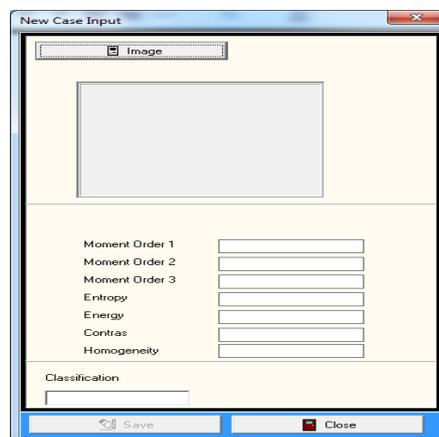 New Case Input
Image
Moment Order 1
Moment Order 2
Moment Order 3
Entropy
Energy
Contras
Homogeneity
Classification
Save Close